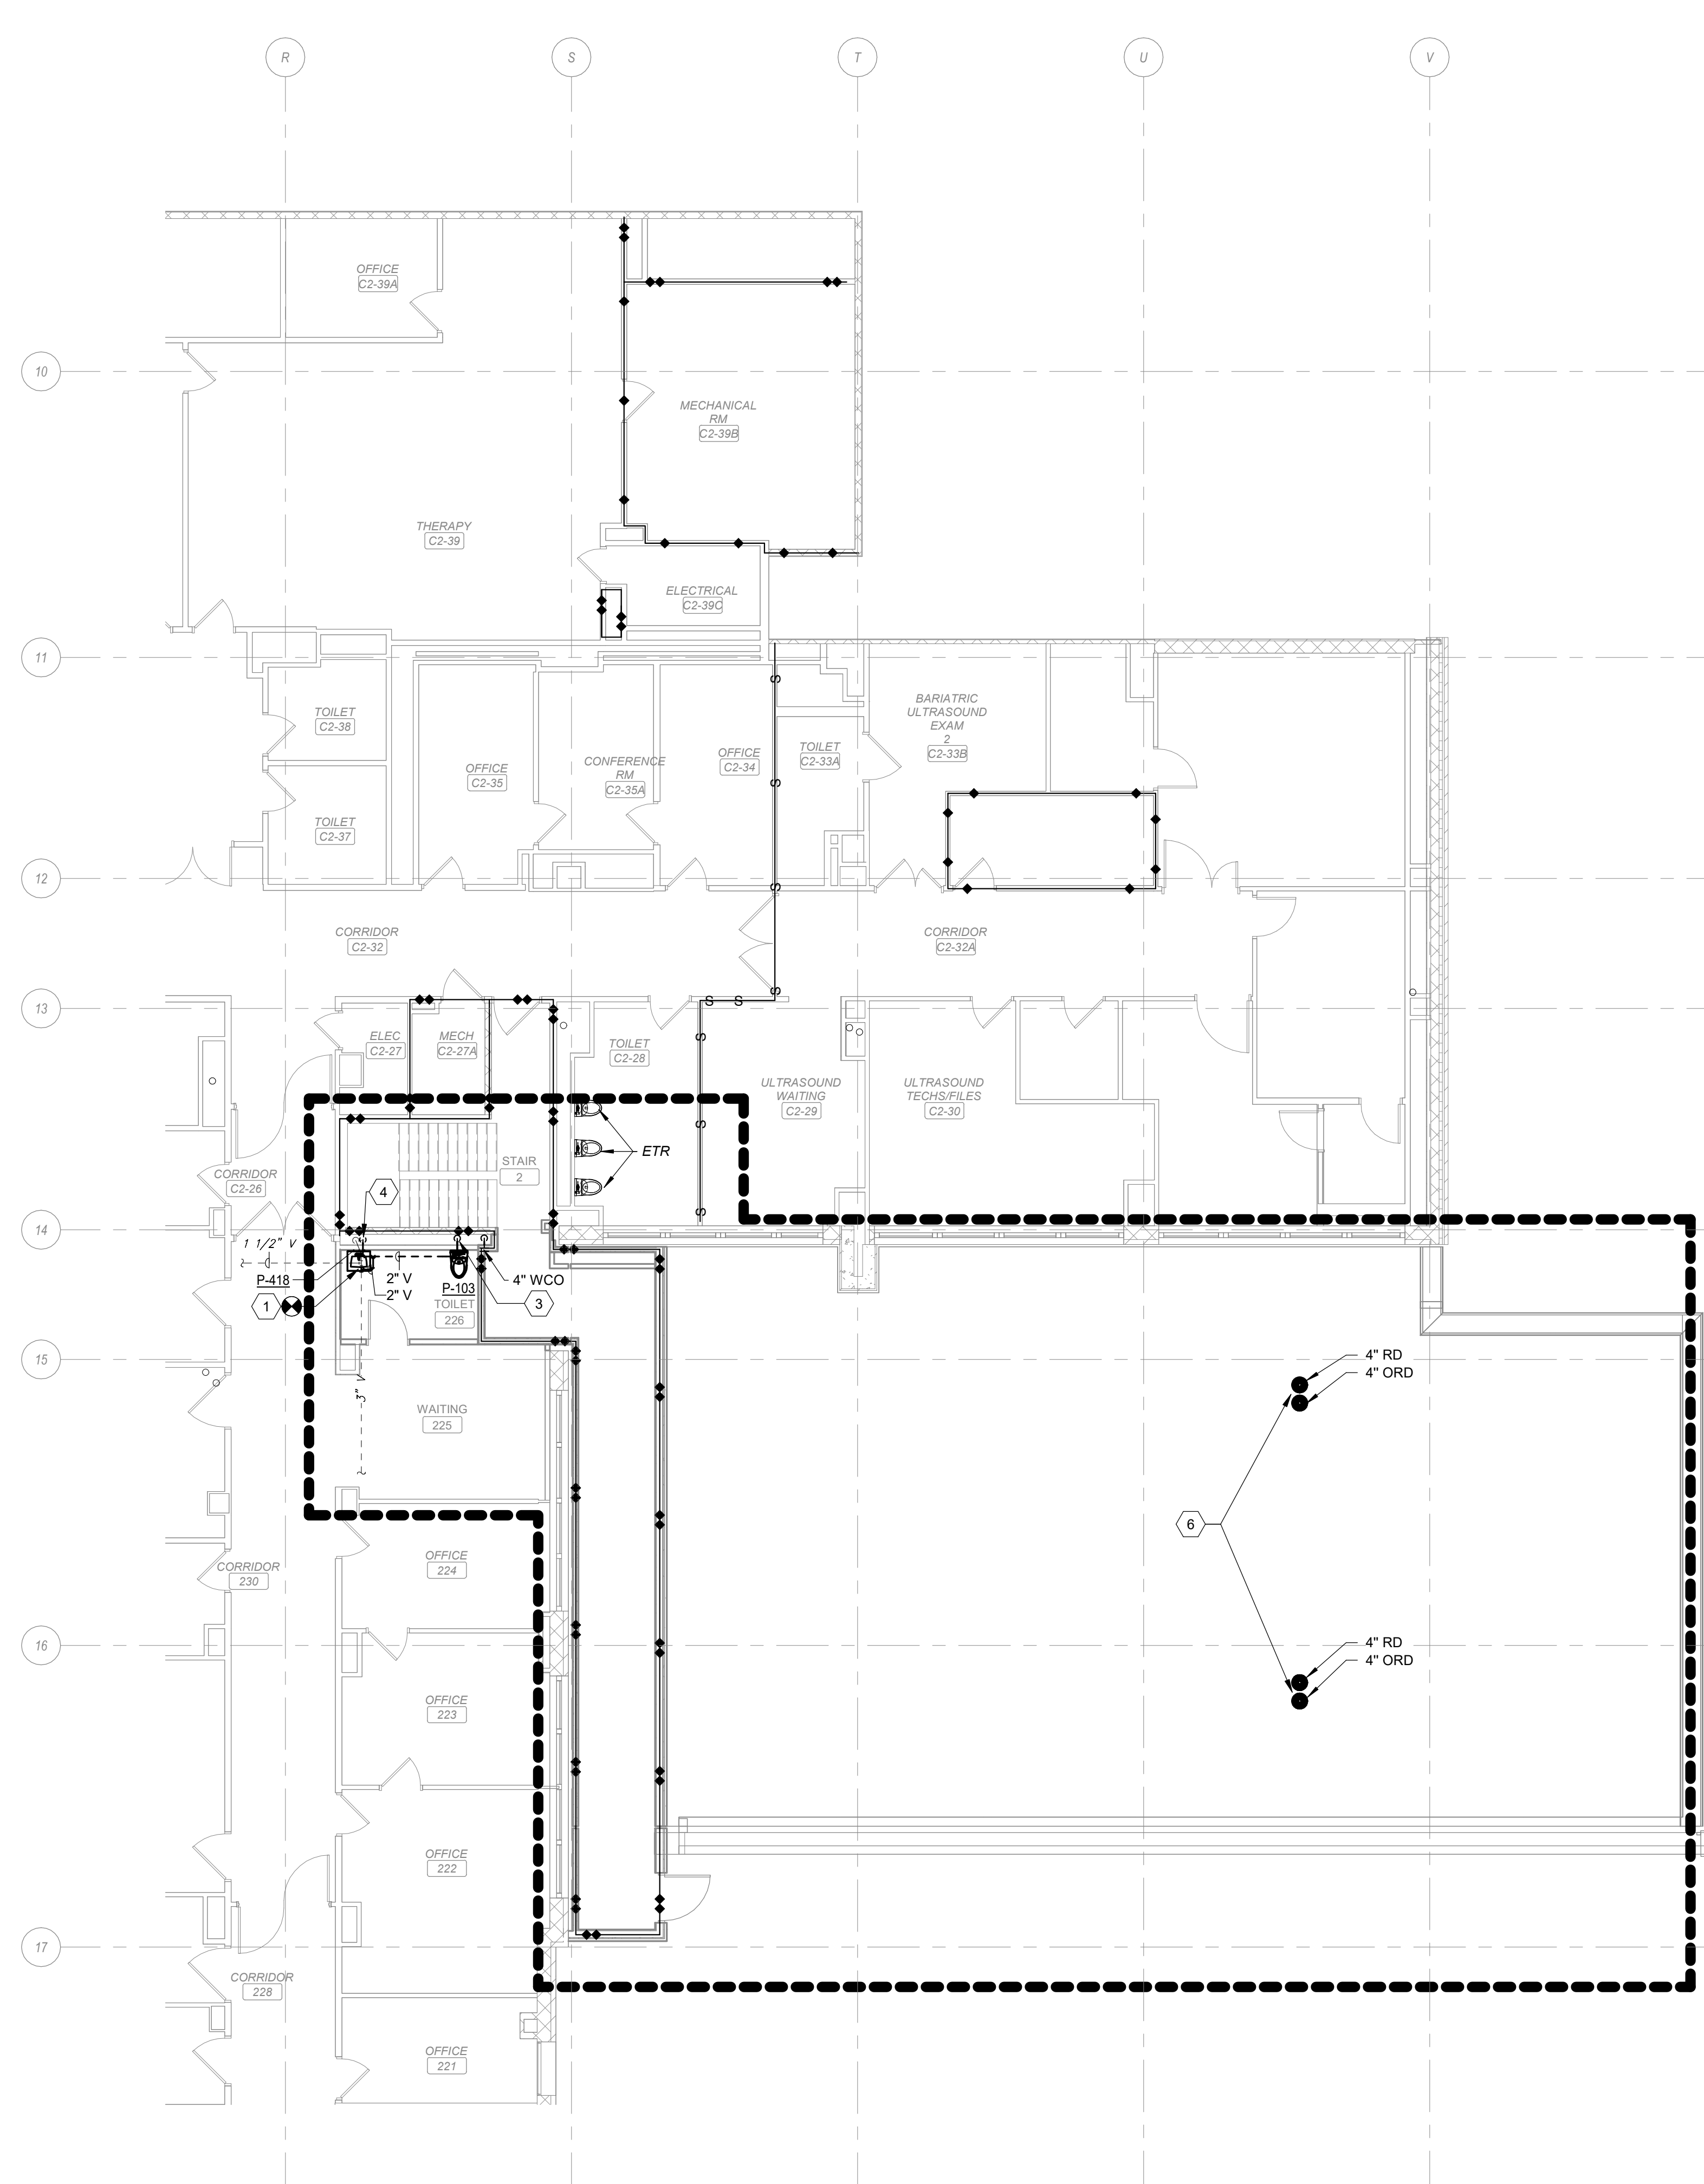 R
S
T
U
V
OFFICE
C2-39A
10
MECHANICAL
RM
C2-39B
THERAPY
C2-39
ELECTRICAL
C2-39C
11
S
TOILET
C2-38
BARIATRIC
ULTRASOUND
EXAM
2
C2-33B
OFFICE
C2-35
CONFERENCE
RM
C2-35A
OFFICE
C2-34
TOILET
C2-33A
S
TOILET
C2-37
12
S
CORRIDOR
C2-32
CORRIDOR
C2-32A
S
13
S
S
ELEC
C2-27
MECH
C2-27A
TOILET
C2-28
S
ULTRASOUND
WAITING
C2-29
ULTRASOUND
TECHS/FILES
C2-30
S
ETR
STAIR
2
CORRIDOR
C2-26
4
S
14
1 1/2" V
P-418
2" V
2" V
P-103
4" WCO
1
TOILET
226
3
15
3" V
WAITING
225
4" RD
4" ORD
6
OFFICE
224
CORRIDOR
230
16
4" RD
4" ORD
OFFICE
223
OFFICE
222
17
CORRIDOR
228
OFFICE
221